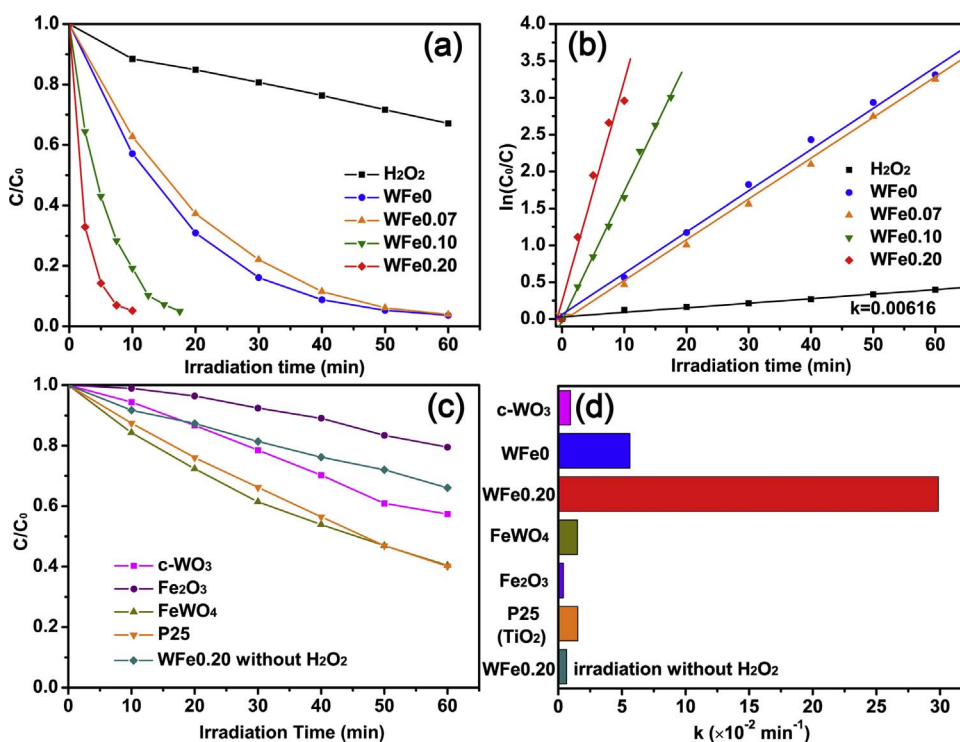 (a)
C/C₀
1.0
0.8
0.6
0.4
0.2
0.0
H₂O₂
WFe0
WFe0.07
WFe0.10
WFe0.20
0 10 20 30 40 50 60
Irradiation time (min)
(b)
ln(C₀/C)
4.0
3.5
3.0
2.5
2.0
1.5
1.0
0.5
0.0
H₂O₂
WFe0
WFe0.07
WFe0.10
WFe0.20
k=0.00616
0 10 20 30 40 50 60
Irradiation time (min)
(c)
C/C₀
1.0
0.8
0.6
0.4
0.2
0.0
c-WO₃
Fe₂O₃
FeWO₄
P25
WFe0.20 without H₂O₂
0 10 20 30 40 50 60
Irradiation Time (min)
(d)
c-WO₃
WFe0
WFe0.20
FeWO₄
Fe₂O₃
P25
(TiO₂)
WFe0.20 irradiation without H₂O₂
0 5 10 15 20 25 30
k (×10⁻² min⁻¹)